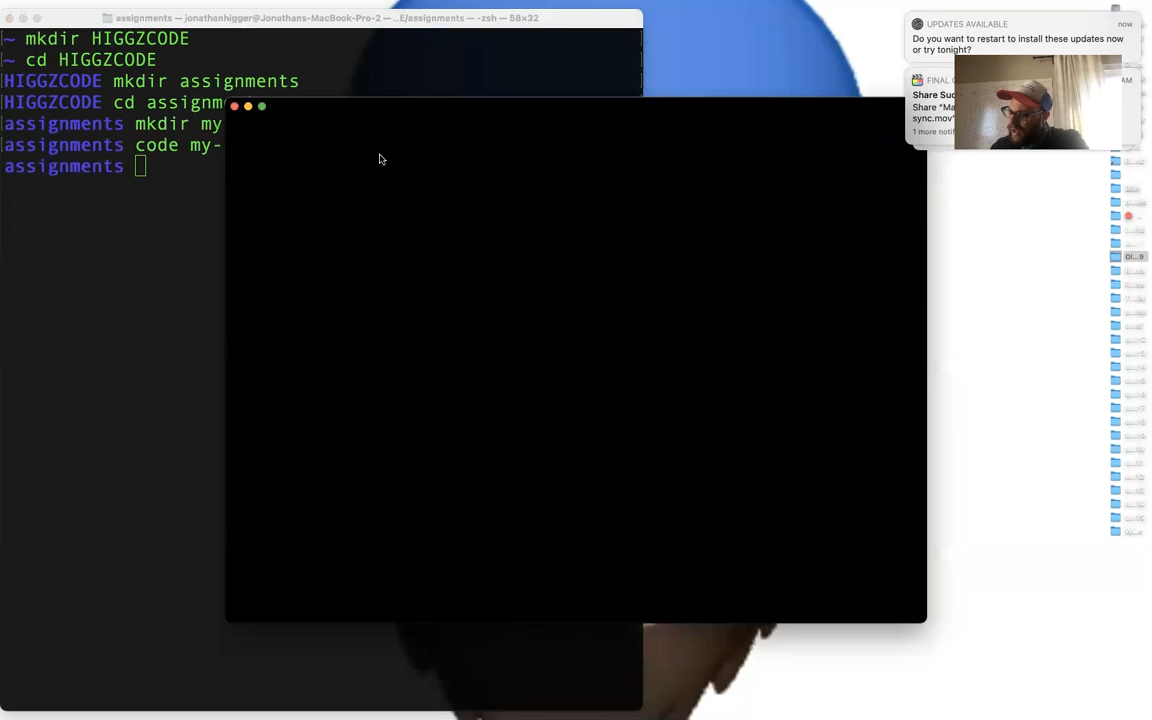 assignments — jonathanhigger@Jonathans-MacBook-Pro-2 — ..E/assignments — -zsh — 58×32
~ mkdir HIGGZCODE
~ cd HIGGZCODE
HIGGZCODE mkdir assignments
HIGGZCODE cd assignm
assignments mkdir my
assignments code my-
assignments
UPDATES AVAILABLE
now
Do you want to restart to install these updates now
or try tonight?
FINAL
AM
Share Suc
Share "Ma
sync.mov"
1 more notif